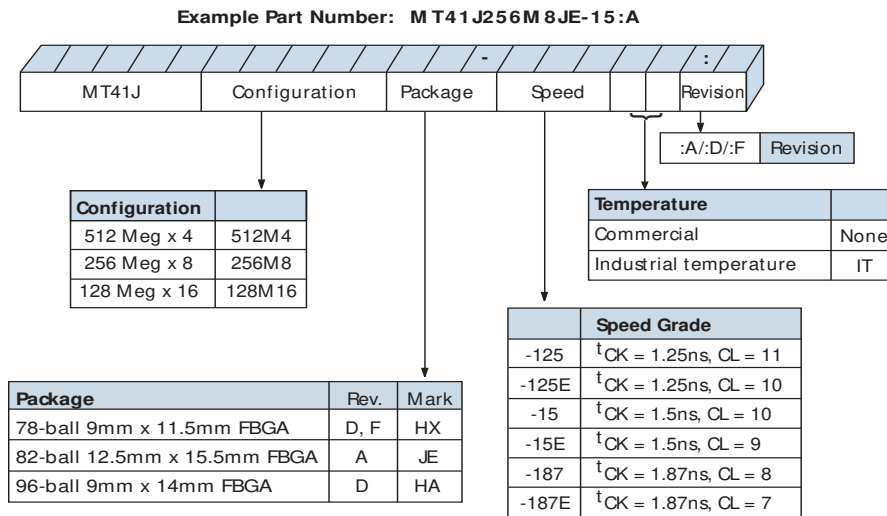 Example Part Number: MT41J256M8JE-15:A
- :
MT41J Configuration Package Speed Revision
:A/:D/:F Revision
Configuration
512 Meg x 4 512M4
256 Meg x 8 256M8
128 Meg x 16 128M16
Temperature
Commercial None
Industrial temperature IT
Speed Grade
-125 tCK = 1.25ns, CL = 11
-125E tCK = 1.25ns, CL = 10
-15 tCK = 1.5ns, CL = 10
-15E tCK = 1.5ns, CL = 9
-187 tCK = 1.87ns, CL = 8
-187E tCK = 1.87ns, CL = 7
Package Rev. Mark
78-ball 9mm x 11.5mm FBGA D, F HX
82-ball 12.5mm x 15.5mm FBGA A JE
96-ball 9mm x 14mm FBGA D HA